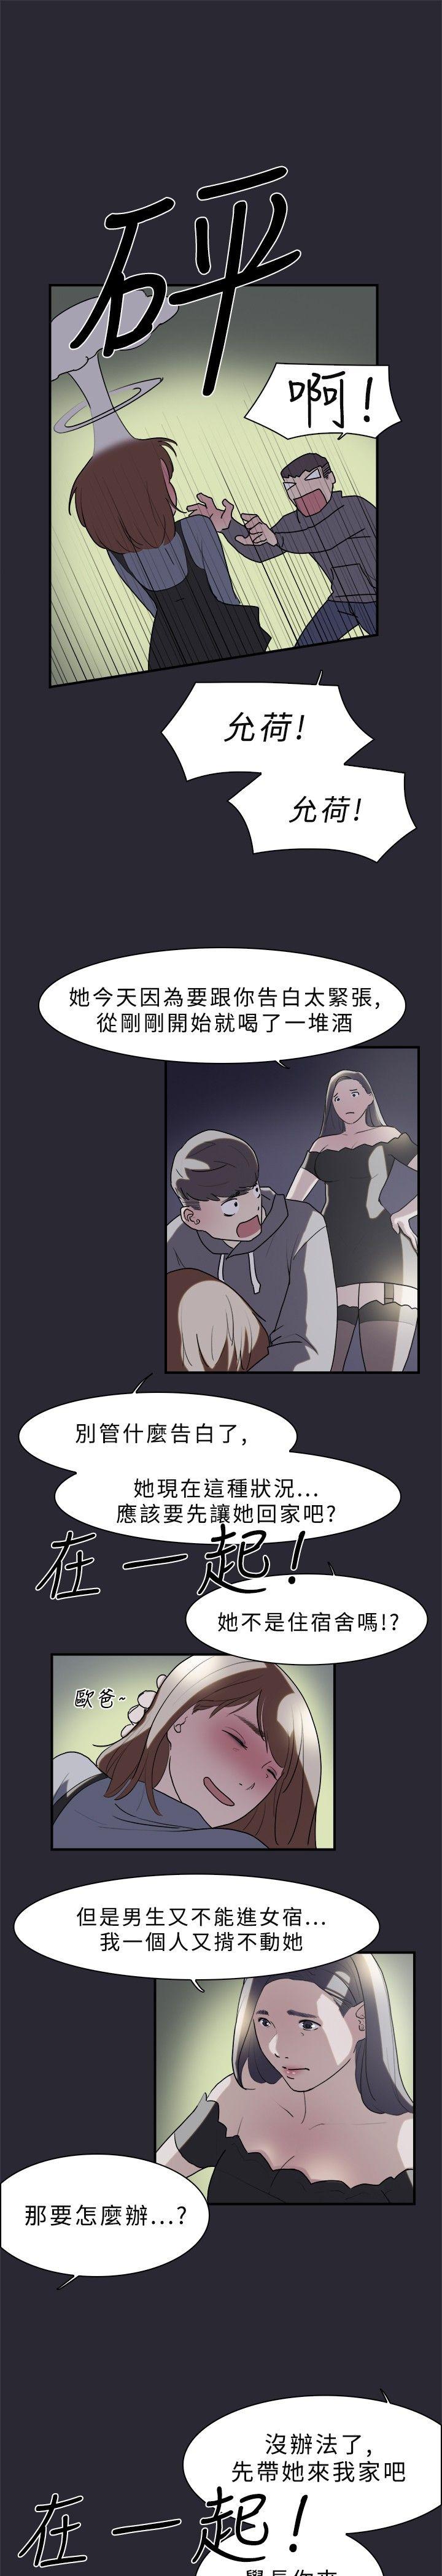 砰
啊!
允荷!
允荷!
她今天因為要跟你告白太緊張,
從剛剛開始就喝了一堆酒
別管什麼告白了,
她現在這種狀況...
應該要先讓她回家吧?
在一起!
她不是住宿舍嗎!?
歐爸~
但是男生又不能進女宿...
我一個人又揹不動她
那要怎麼辦...?
沒辦法了,
先帶她來我家吧
在一起!